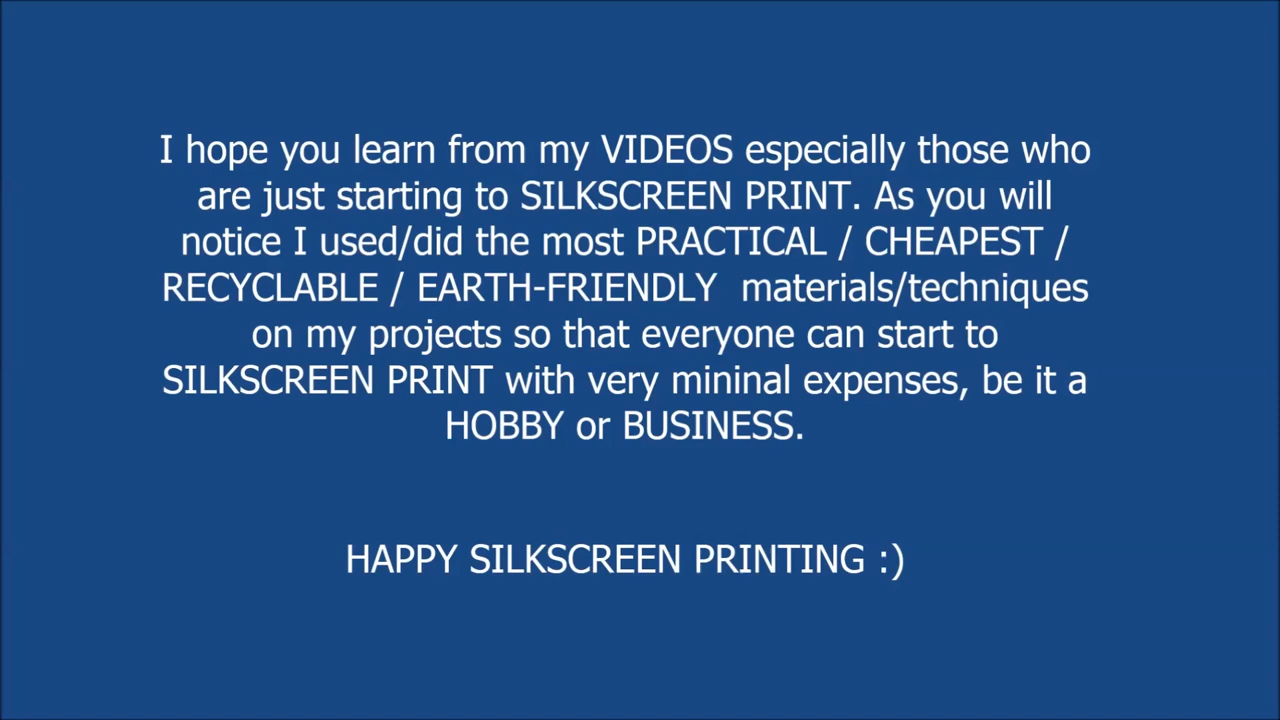 I hope you learn from my VIDEOS especially those who
are just starting to SILKSCREEN PRINT. As you will
notice I used/did the most PRACTICAL / CHEAPEST /
RECYCLABLE / EARTH-FRIENDLY materials/techniques
on my projects so that everyone can start to
SILKSCREEN PRINT with very mininal expenses, be it a
HOBBY or BUSINESS.
HAPPY SILKSCREEN PRINTING :)